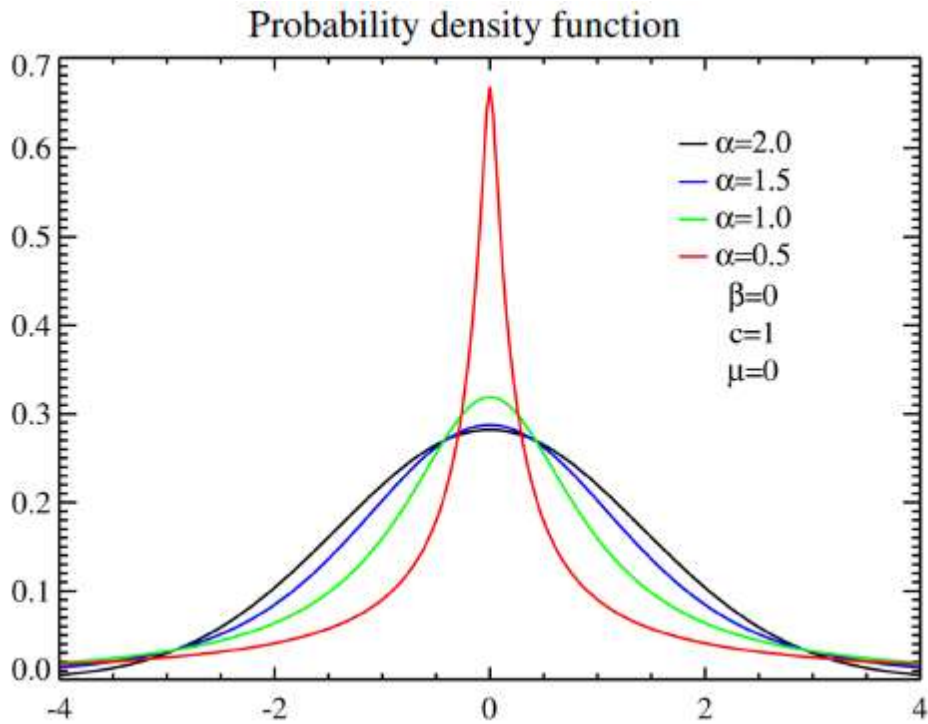 Probability density function
0.7
0.6
0.5
0.4
0.3
0.2
0.1
0.0
α=2.0
α=1.5
α=1.0
α=0.5
β=0
c=1
μ=0
-4 -2 0 2 4